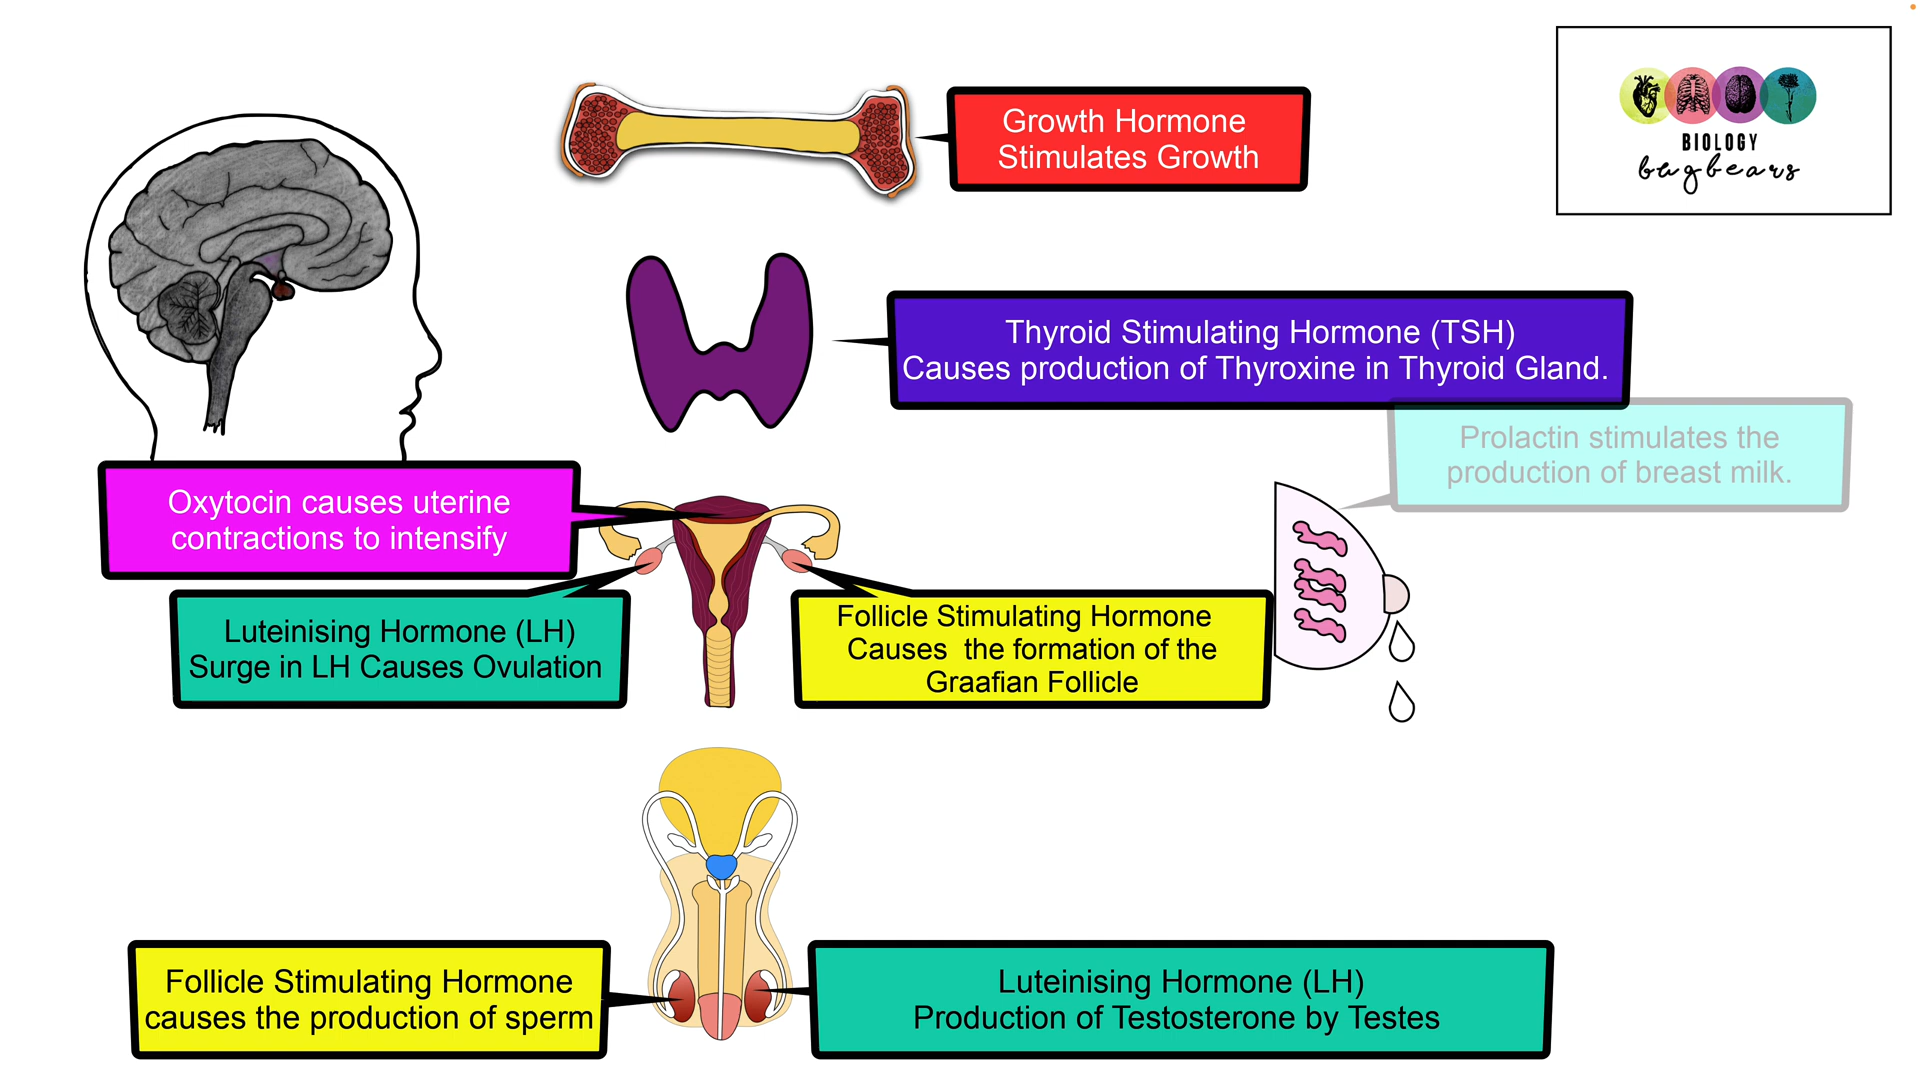 BIOLOGY
bugbears
Growth Hormone
Stimulates Growth
Thyroid Stimulating Hormone (TSH)
Causes production of Thyroxine in Thyroid Gland.
Prolactin stimulates the
production of breast milk.
Oxytocin causes uterine
contractions to intensify
Luteinising Hormone (LH)
Surge in LH Causes Ovulation
Follicle Stimulating Hormone
Causes the formation of the
Graafian Follicle
Follicle Stimulating Hormone
causes the production of sperm
Luteinising Hormone (LH)
Production of Testosterone by Testes